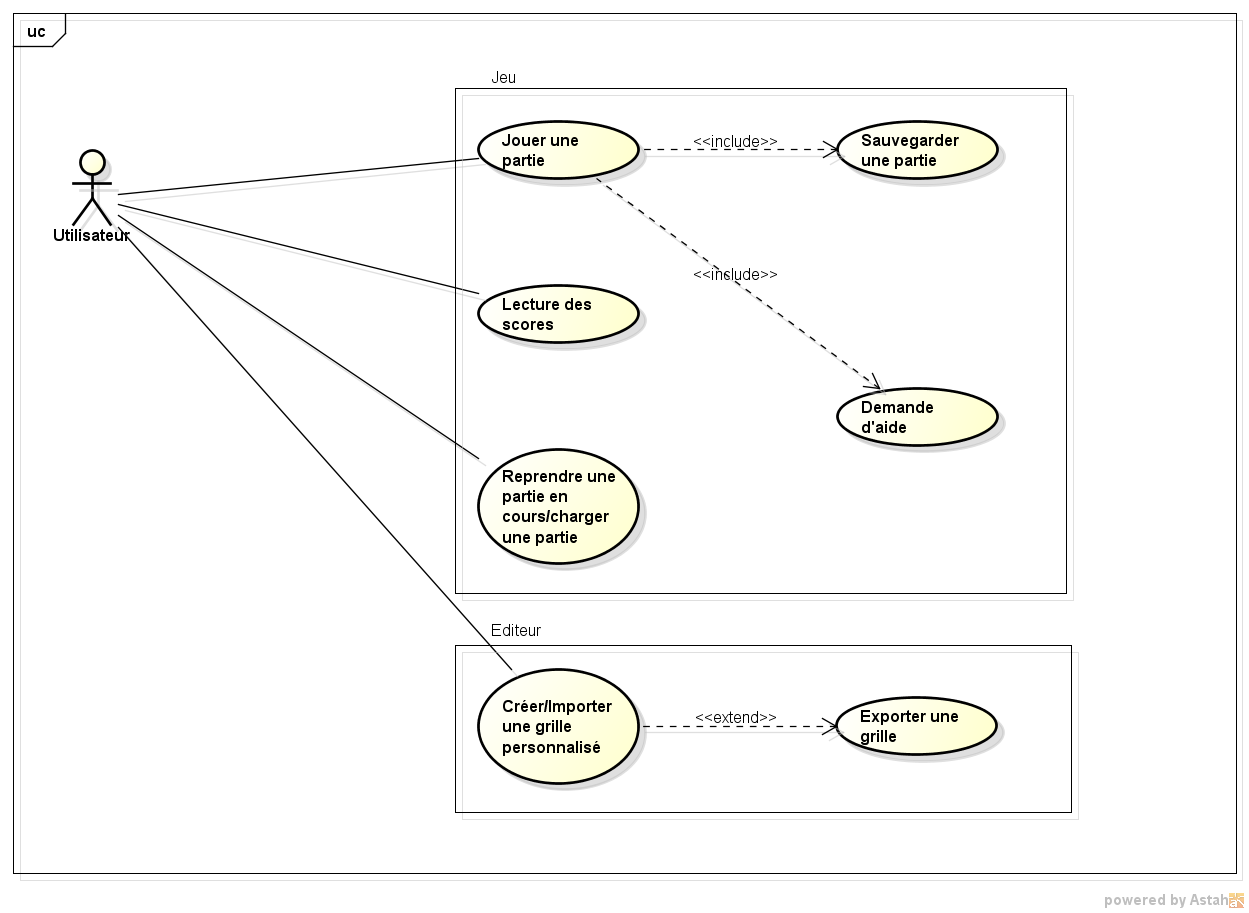 uc
Jeu
Jouer une
partie
<<include>>
Sauvegarder
une partie
Utilisateur
<<include>>
Lecture des
scores
Demande
d'aide
Reprendre une
partie en
cours/charger
une partie
Editeur
Créer/Importer
une grille
personnalisé
<<extend>>
Exporter une
grille
powered by Astah